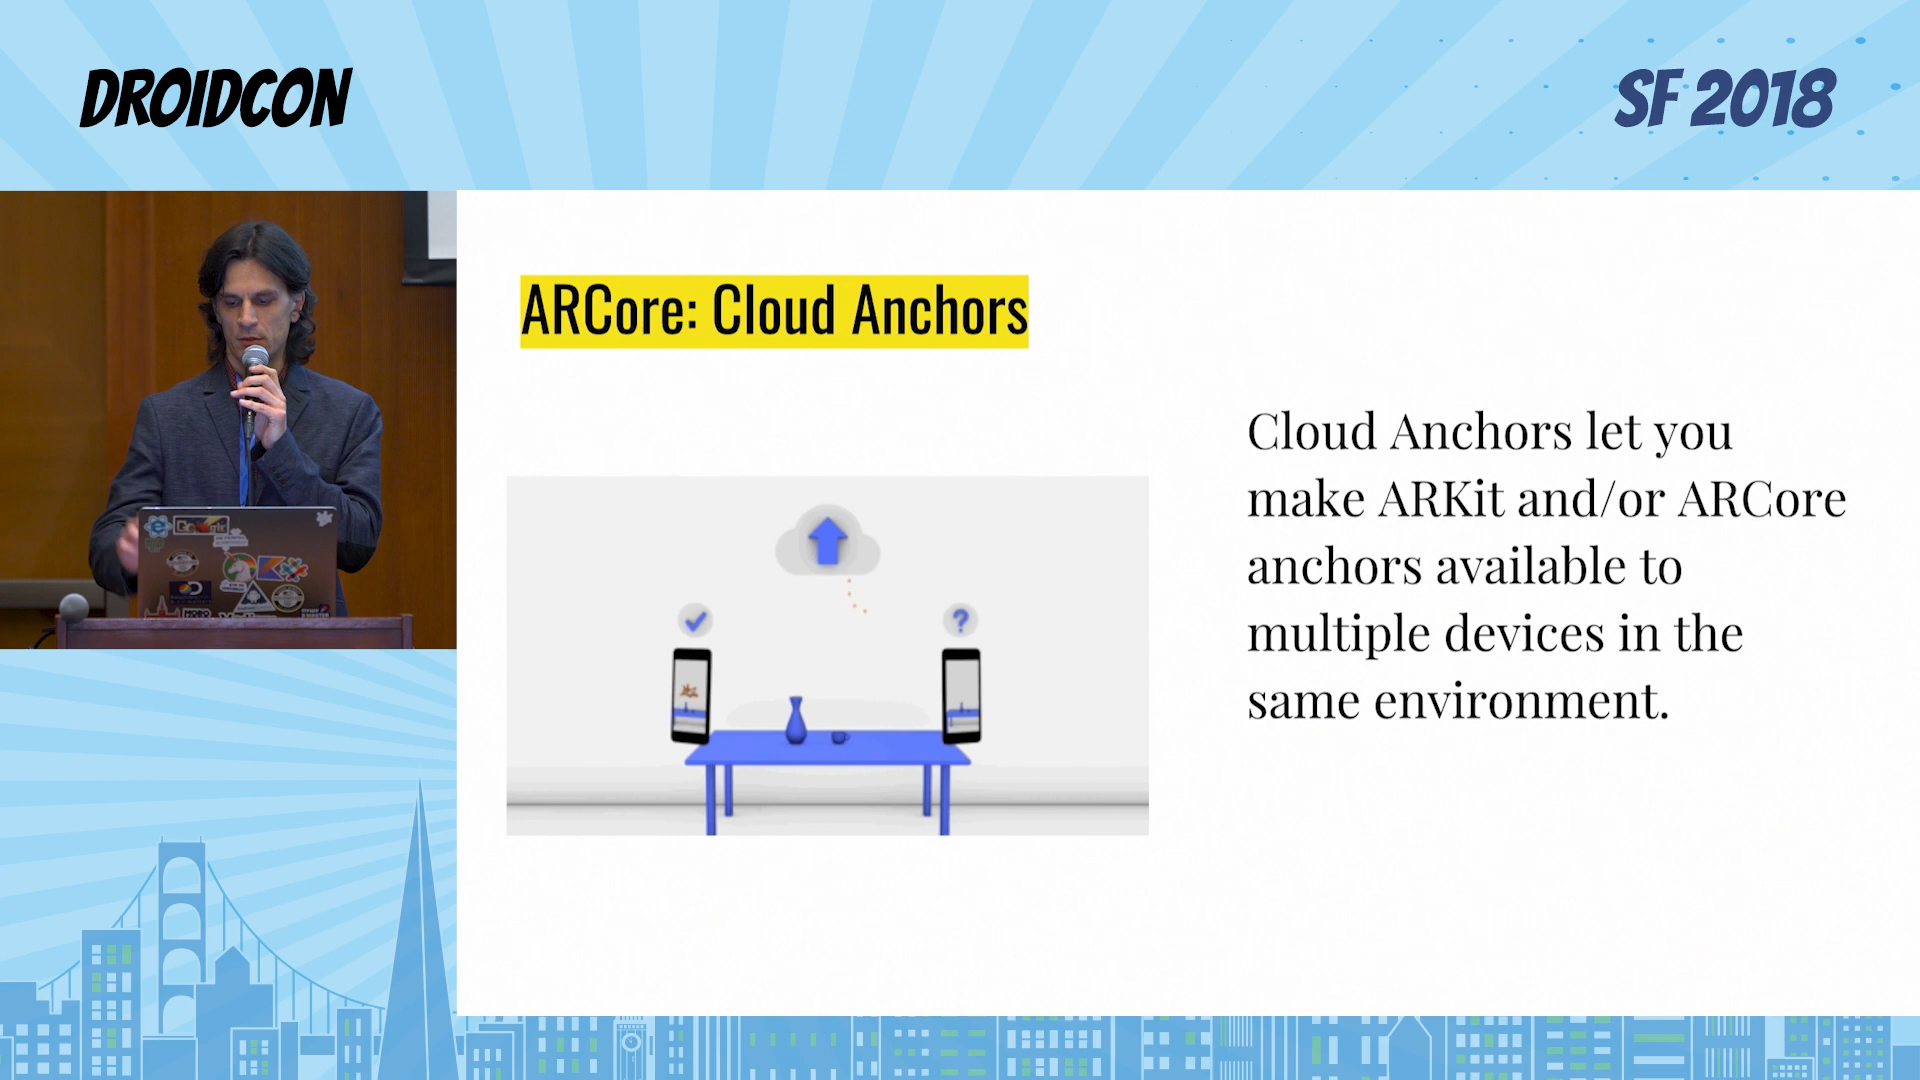 DROIDCON
SF 2018
ARCore: Cloud Anchors
Cloud Anchors let you
make ARKit and/or ARCore
anchors available to
multiple devices in the
same environment.
?
Google